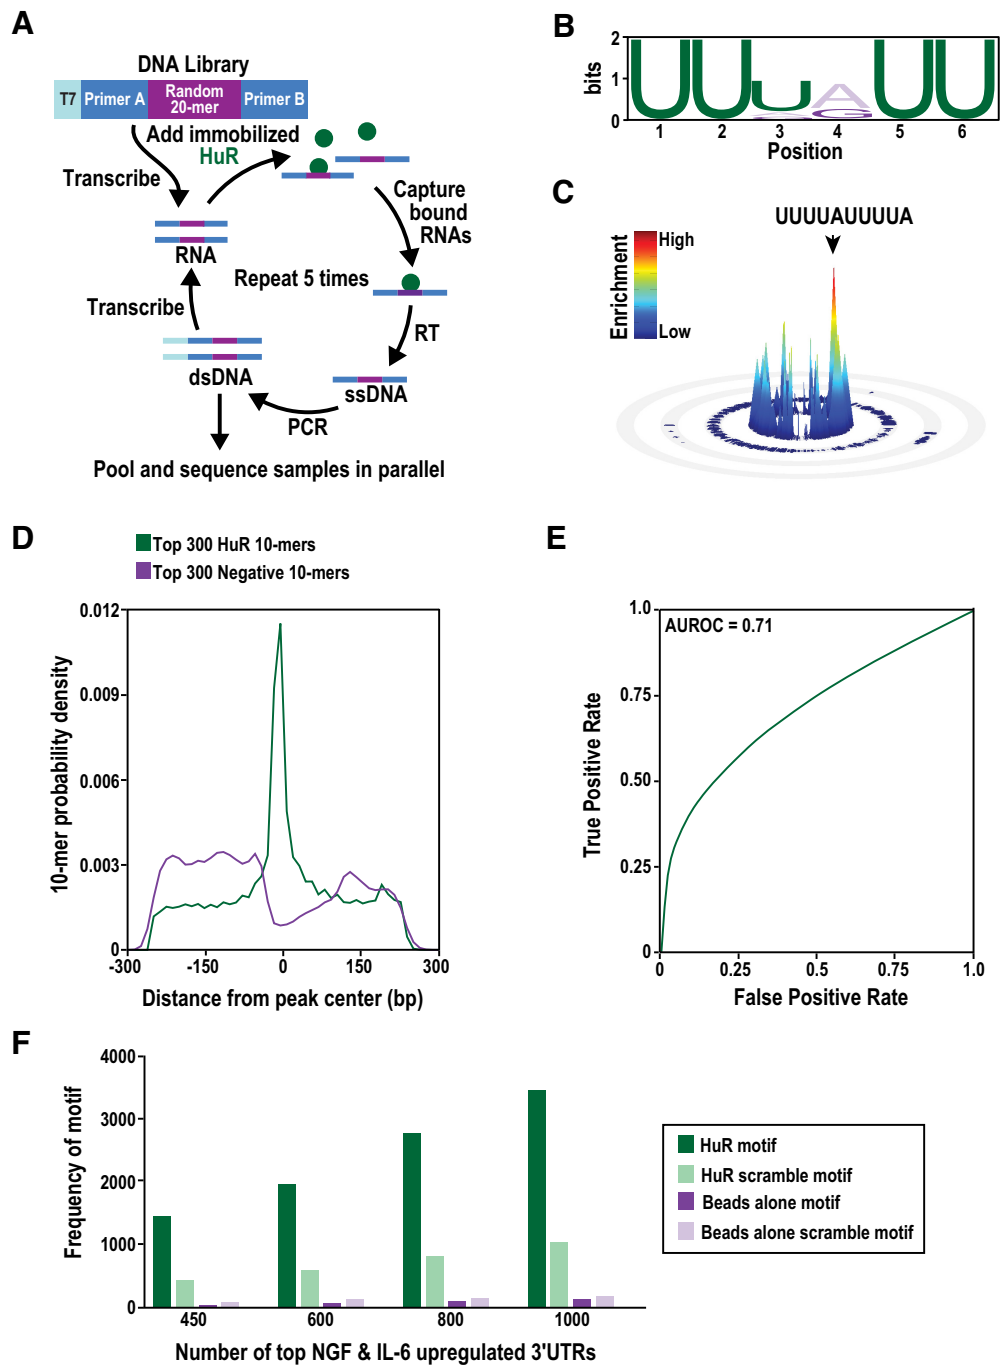 A
DNA Library
T7
Primer A
Random
20-mer
Primer B
Add immobilized
HuR
Transcribe
Capture
bound
RNAs
RNA
Repeat 5 times
Transcribe
RT
dsDNA
ssDNA
PCR
Pool and sequence samples in parallel
B
bits
2
1
0
UUUAUU
A
G
1 2 3 4 5 6
Position
C
UUUUAUUUUA
Enrichment
High
Low
D
Top 300 HuR 10-mers
Top 300 Negative 10-mers
10-mer probability density
0.012
0.009
0.006
0.003
0
-300 -150 0 150 300
Distance from peak center (bp)
E
AUROC = 0.71
True Positive Rate
1.0
0.75
0.50
0.25
0
0 0.25 0.5 0.75 1.0
False Positive Rate
F
Frequency of motif
4000
3000
2000
1000
0
450 600 800 1000
Number of top NGF & IL-6 upregulated 3'UTRs
HuR motif
HuR scramble motif
Beads alone motif
Beads alone scramble motif